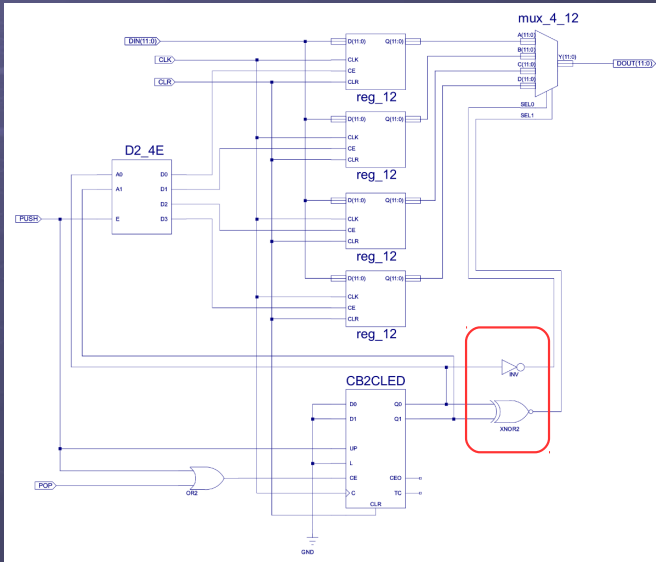 mux_4_12
DIN(11:0)
CLK
CLR
D(11:0) Q(11:0)
CLK
CE
CLR
reg_12
A(11:0)
B(11:0)
C(11:0)
D(11:0)
Y(11:0)
DOUT(11:0)
SEL0
SEL1
D(11:0) Q(11:0)
CLK
CE
CLR
reg_12
D2_4E
A0 D0
A1 D1
D2
E D3
PUSH
D(11:0) Q(11:0)
CLK
CE
CLR
reg_12
D(11:0) Q(11:0)
CLK
CE
CLR
reg_12
INV
XNOR2
CB2CLED
D0 Q0
D1 Q1
UP
L
CE CEO
C TC
CLR
POP
OR2
GND